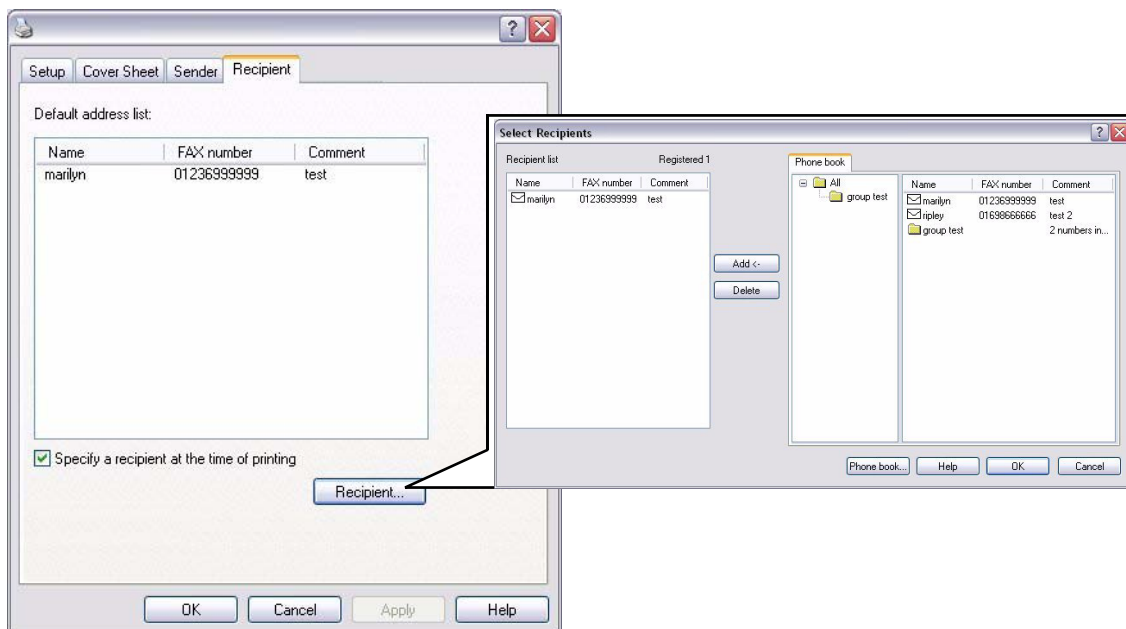 Setup Cover Sheet Sender Recipient
Default address list:
Name FAX number Comment
marilyn 01236999999 test
Specify a recipient at the time of printing
Recipient...
OK Cancel Apply Help
Select Recipients
Recipient list Registered 1
Name FAX number Comment
marilyn 01236999999 test
Add <-
Delete
Phone book
All
group test
Name FAX number Comment
marilyn 01236999999 test
ripley 01698666666 test 2
group test 2 numbers in...
Phone book... Help OK Cancel